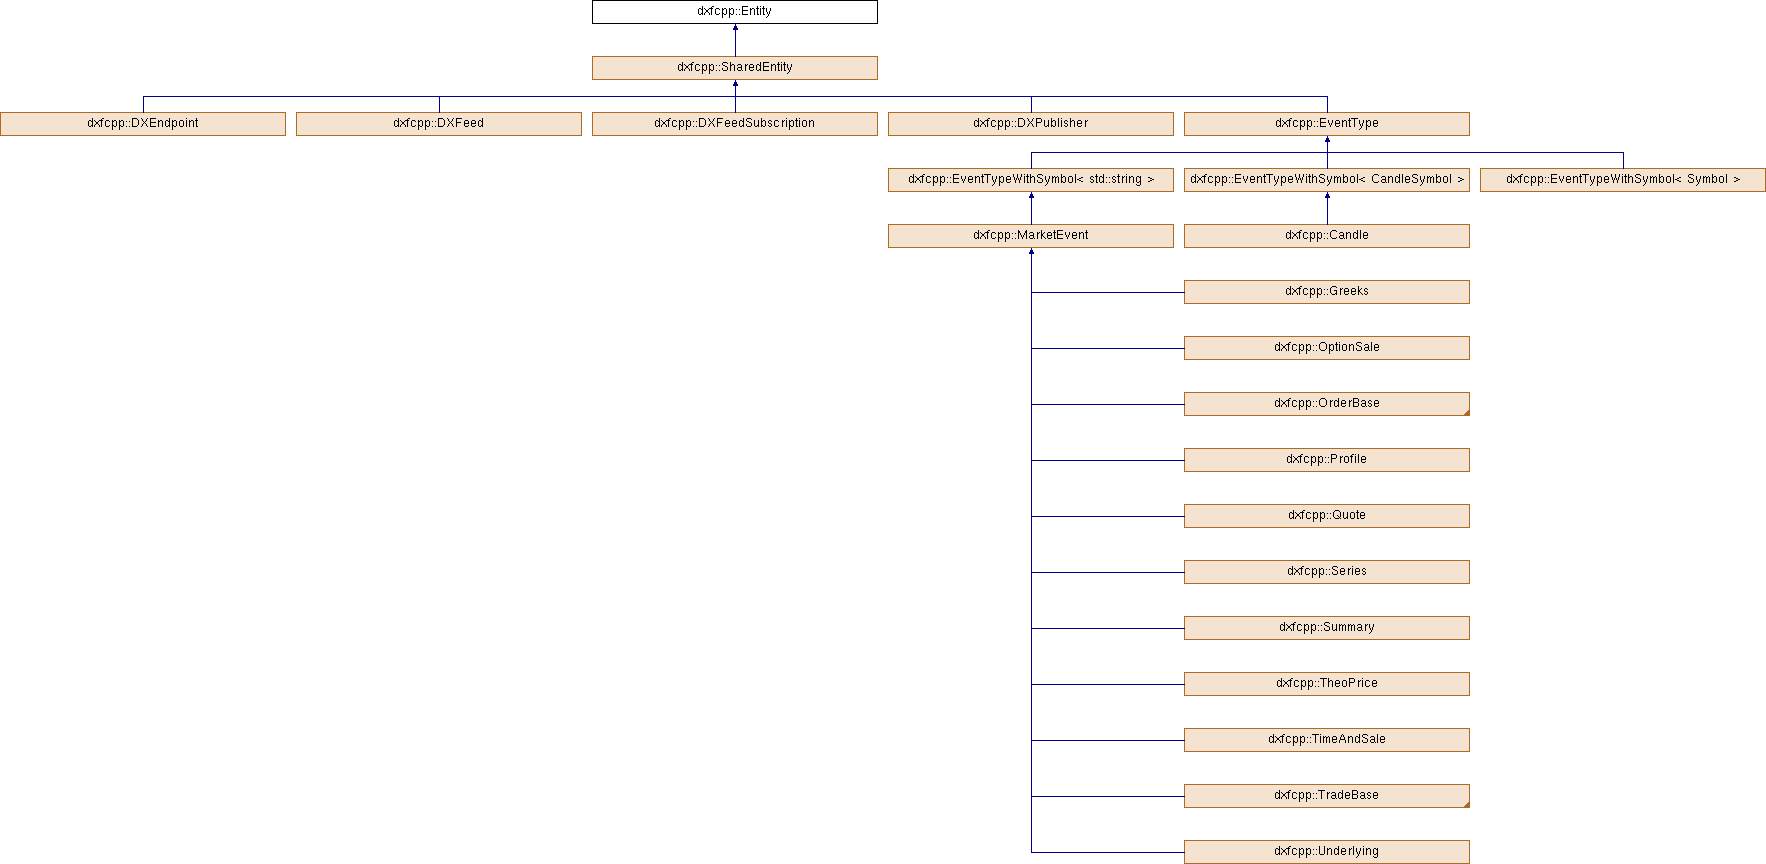 dxfcpp::Entity
dxfcpp::SharedEntity
dxfcpp::DXEndpoint
dxfcpp::DXFeed
dxfcpp::DXFeedSubscription
dxfcpp::DXPublisher
dxfcpp::EventType
dxfcpp::EventTypeWithSymbol< std::string >
dxfcpp::EventTypeWithSymbol< CandleSymbol >
dxfcpp::EventTypeWithSymbol< Symbol >
dxfcpp::MarketEvent
dxfcpp::Candle
dxfcpp::Greeks
dxfcpp::OptionSale
dxfcpp::OrderBase
dxfcpp::Profile
dxfcpp::Quote
dxfcpp::Series
dxfcpp::Summary
dxfcpp::TheoPrice
dxfcpp::TimeAndSale
dxfcpp::TradeBase
dxfcpp::Underlying